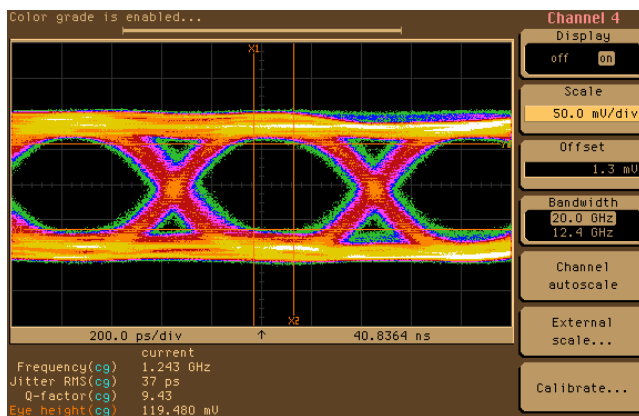 Color grade is enabled...
Channel 4
Display
off on
Scale
50.0 mV/div
Offset
1.3 mV
Bandwidth
20.0 GHz
12.4 GHz
Channel
autoscale
External
scale...
Calibrate...
X1
X2
200.0 ps/div ↑ 40.8364 ns
current
Frequency(cg) 1.243 GHz
Jitter RMS(cg) 37 ps
Q-factor(cg) 9.43
Eye height(cg) 119.480 mV